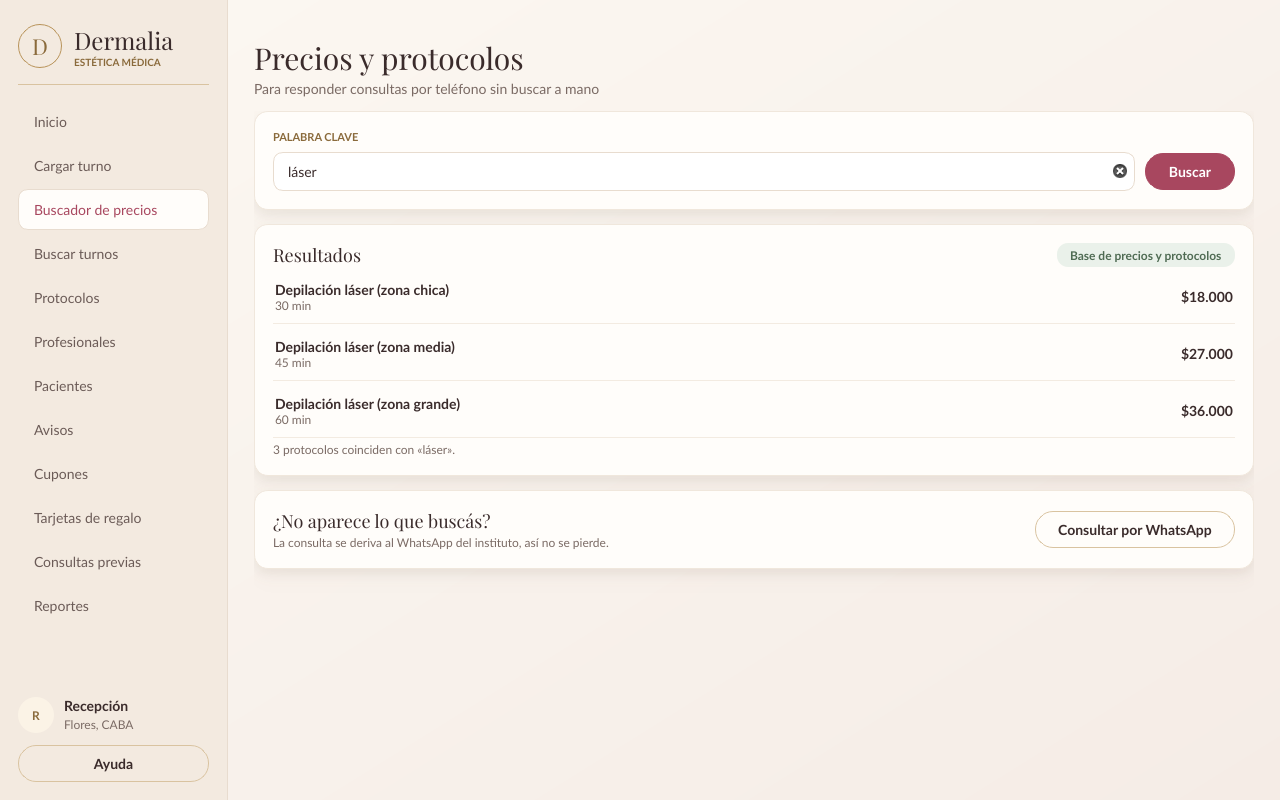 D
Dermalia
ESTÉTICA MÉDICA
Inicio
Cargar turno
Buscador de precios
Buscar turnos
Protocolos
Profesionales
Pacientes
Avisos
Cupones
Tarjetas de regalo
Consultas previas
Reportes
R
Recepción
Flores, CABA
Ayuda
Precios y protocolos
Para responder consultas por teléfono sin buscar a mano
PALABRA CLAVE
láser
Buscar
Resultados
Base de precios y protocolos
Depilación láser (zona chica)
30 min
$18.000
Depilación láser (zona media)
45 min
$27.000
Depilación láser (zona grande)
60 min
$36.000
3 protocolos coinciden con «láser».
¿No aparece lo que buscás?
La consulta se deriva al WhatsApp del instituto, así no se pierde.
Consultar por WhatsApp